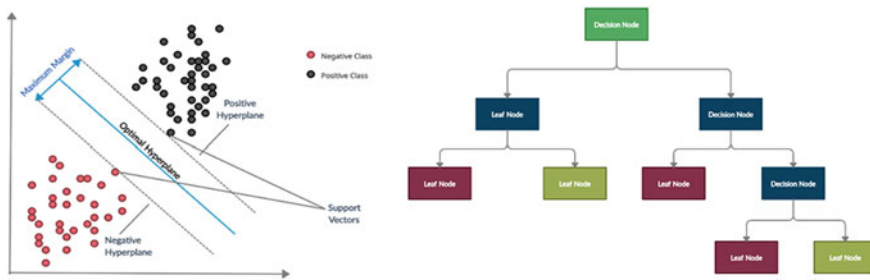 Maximum Margin
Negative Class
Positive Class
Positive
Hyperplane
Optimal Hyperplane
Negative
Hyperplane
Support
Vectors
Decision Node
Leaf Node
Decision Node
Leaf Node
Leaf Node
Leaf Node
Decision Node
Leaf Node
Leaf Node